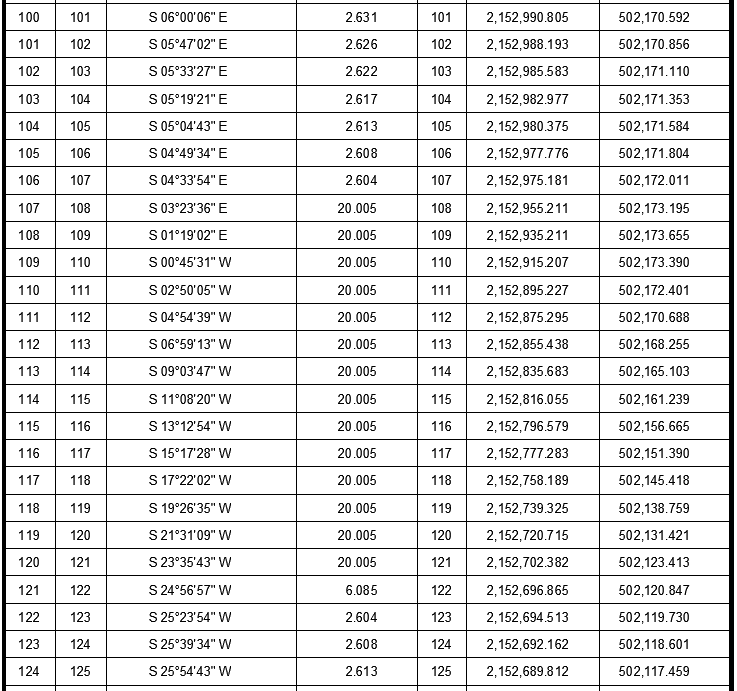 100 101 S 06°00'06" E 2.631 101 2,152,990.805 502,170.592
101 102 S 05°47'02" E 2.626 102 2,152,988.193 502,170.856
102 103 S 05°33'27" E 2.622 103 2,152,985.583 502,171.110
103 104 S 05°19'21" E 2.617 104 2,152,982.977 502,171.353
104 105 S 05°04'43" E 2.613 105 2,152,980.375 502,171.584
105 106 S 04°49'34" E 2.608 106 2,152,977.776 502,171.804
106 107 S 04°33'54" E 2.604 107 2,152,975.181 502,172.011
107 108 S 03°23'36" E 20.005 108 2,152,955.211 502,173.195
108 109 S 01°19'02" E 20.005 109 2,152,935.211 502,173.655
109 110 S 00°45'31" W 20.005 110 2,152,915.207 502,173.390
110 111 S 02°50'05" W 20.005 111 2,152,895.227 502,172.401
111 112 S 04°54'39" W 20.005 112 2,152,875.295 502,170.688
112 113 S 06°59'13" W 20.005 113 2,152,855.438 502,168.255
113 114 S 09°03'47" W 20.005 114 2,152,835.683 502,165.103
114 115 S 11°08'20" W 20.005 115 2,152,816.055 502,161.239
115 116 S 13°12'54" W 20.005 116 2,152,796.579 502,156.665
116 117 S 15°17'28" W 20.005 117 2,152,777.283 502,151.390
117 118 S 17°22'02" W 20.005 118 2,152,758.189 502,145.418
118 119 S 19°26'35" W 20.005 119 2,152,739.325 502,138.759
119 120 S 21°31'09" W 20.005 120 2,152,720.715 502,131.421
120 121 S 23°35'43" W 20.005 121 2,152,702.382 502,123.413
121 122 S 24°56'57" W 6.085 122 2,152,696.865 502,120.847
122 123 S 25°23'54" W 2.604 123 2,152,694.513 502,119.730
123 124 S 25°39'34" W 2.608 124 2,152,692.162 502,118.601
124 125 S 25°54'43" W 2.613 125 2,152,689.812 502,117.459